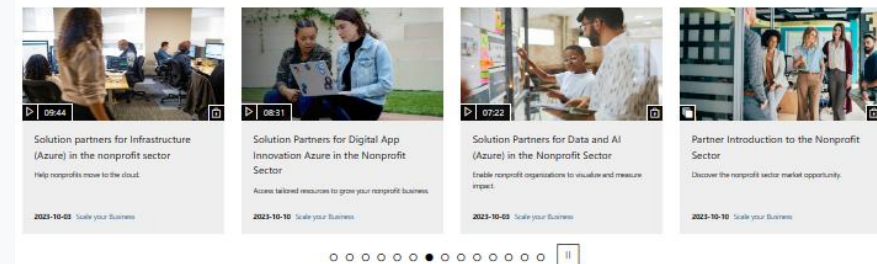 09:44
Solution partners for Infrastructure
(Azure) in the nonprofit sector
Help nonprofits move to the cloud.
2023-10-03 Scale your Business
08:31
Solution Partners for Digital App
Innovation Azure in the Nonprofit
Sector
Access tailored resources to grow your nonprofit business.
2023-10-10 Scale your Business
07:22
Solution Partners for Data and AI
(Azure) in the Nonprofit Sector
Enable nonprofit organizations to visualize and measure
impact.
2023-10-03 Scale your Business
Partner Introduction to the Nonprofit
Sector
Discover the nonprofit sector market opportunity.
2023-10-10 Scale your Business